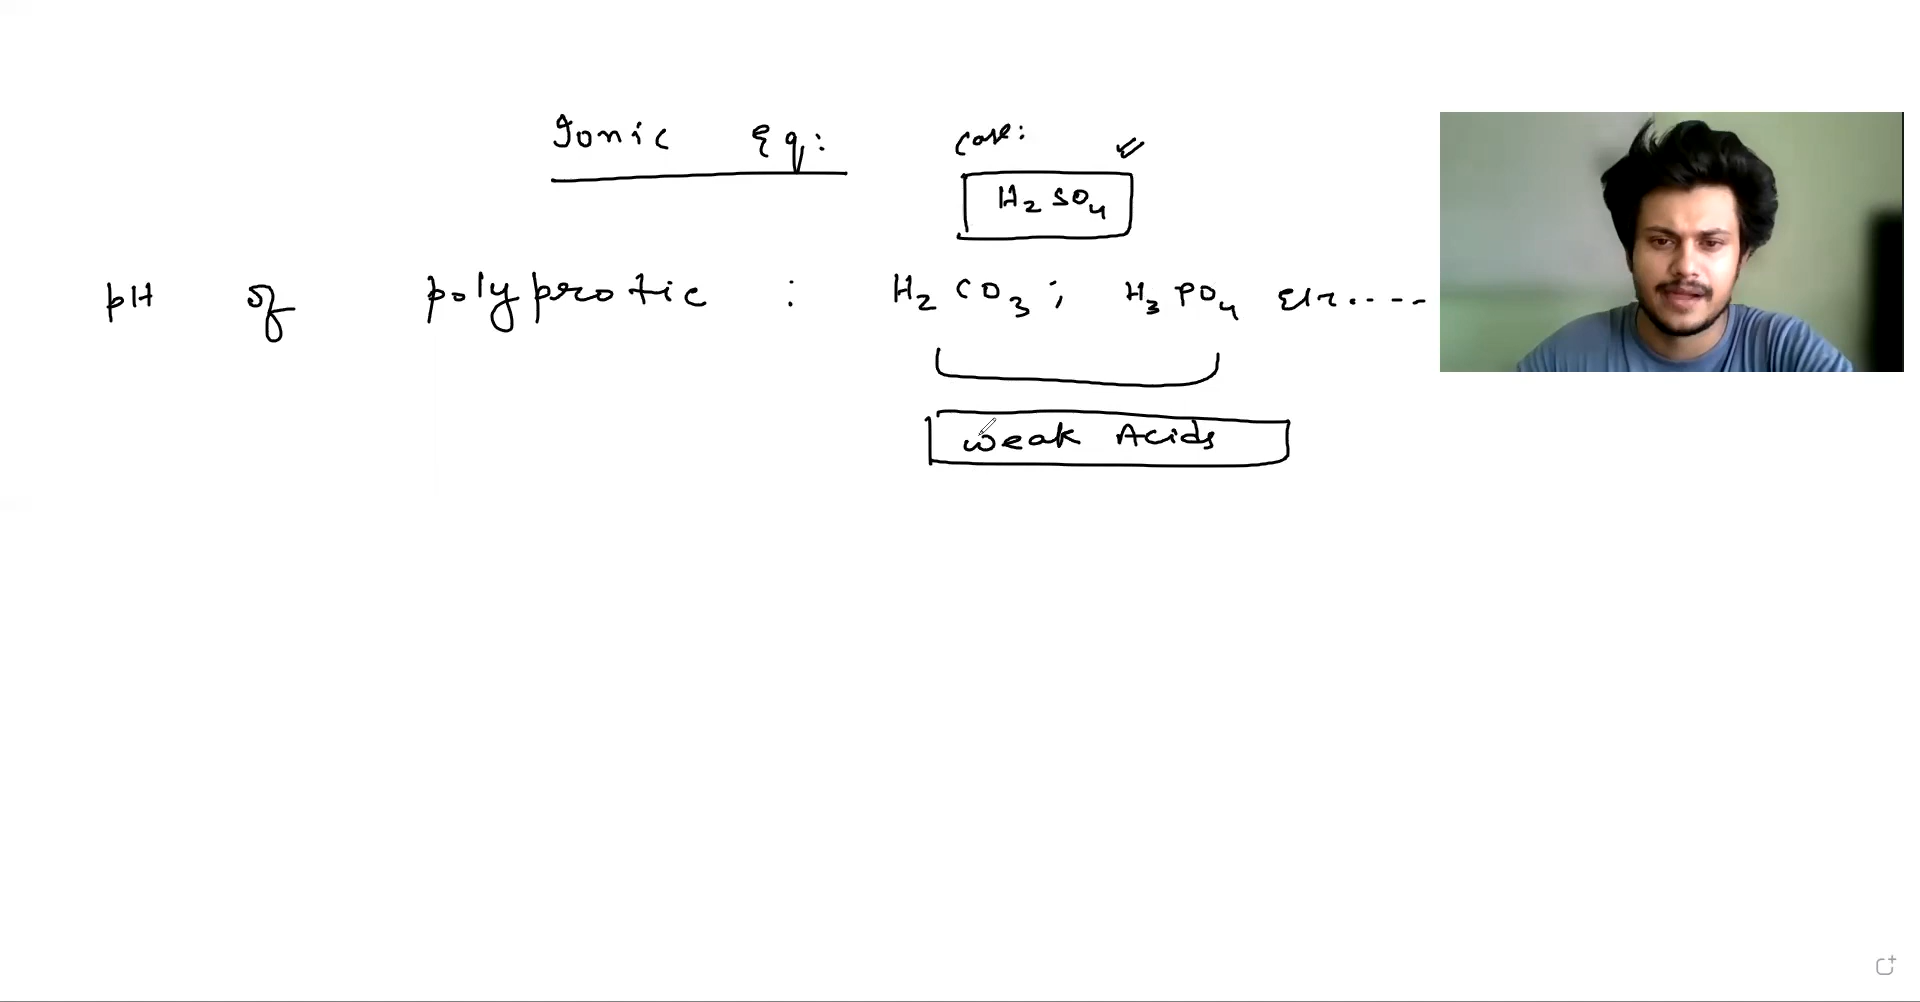 Ionic Eq: Case:
H₂SO₄
pH of polyprotic : H₂CO₃ ; H₃PO₄ etc....
Weak Acids